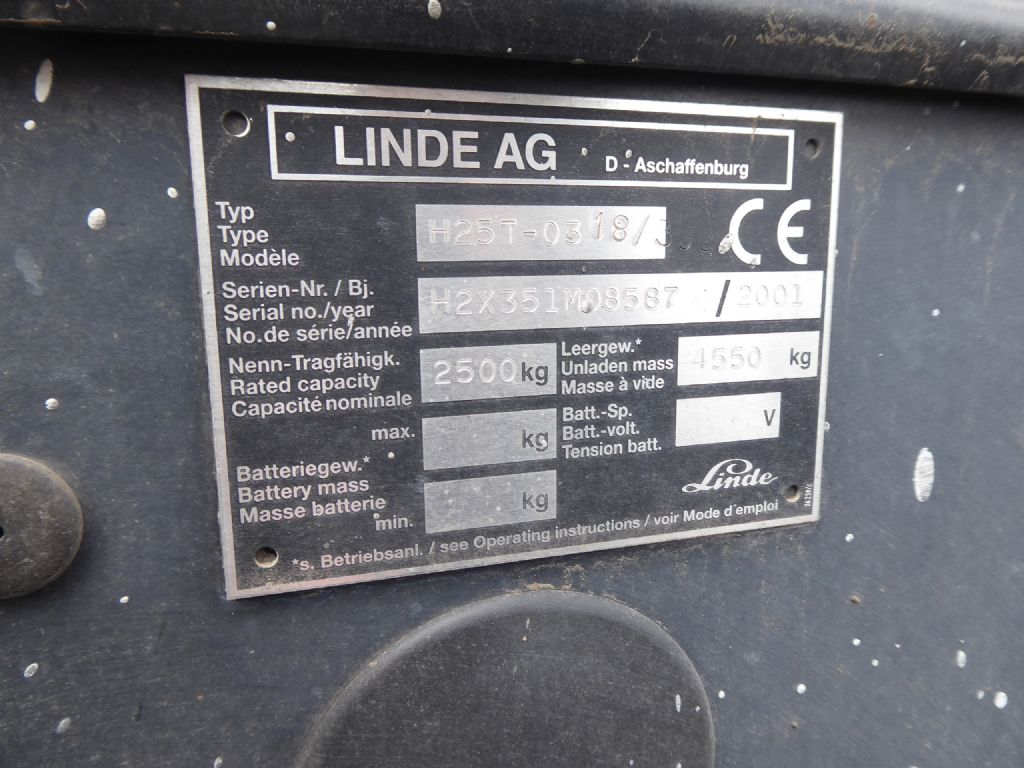 LINDE AG D - Aschaffenburg
Typ
Type
Modèle
H25T-03 18/
CE
Serien-Nr. / Bj.
Serial no./year
No.de série/année
H2X351M08587 / 2001
Nenn-Tragfähigk.
Rated capacity
Capacité nominale
2500 kg
Leergew.*
Unladen mass
Masse à vide
4550 kg
max.
kg
Batt.-Sp.
Batt.-volt.
Tension batt.
V
Batteriegew.*
Battery mass
Masse batterie
min.
kg
Linde
*s. Betriebsanl. / see Operating instructions / voir Mode d'emploi